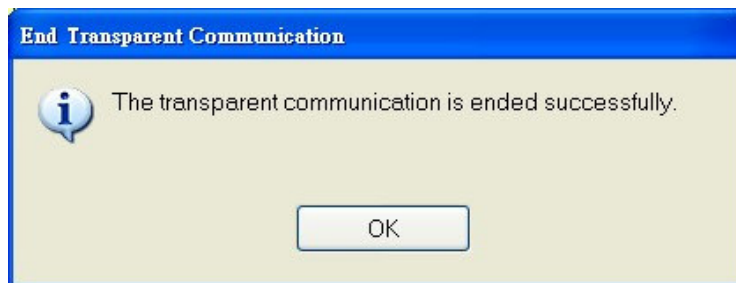 End Transparent Communication
The transparent communication is ended successfully.
OK